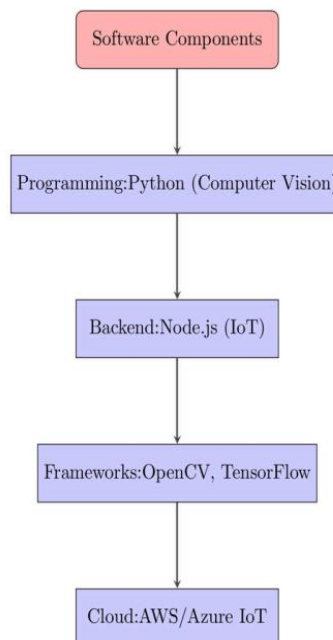 Software Components
Programming:Python (Computer Vision)
Backend:Node.js (IoT)
Frameworks:OpenCV, TensorFlow
Cloud:AWS/Azure IoT